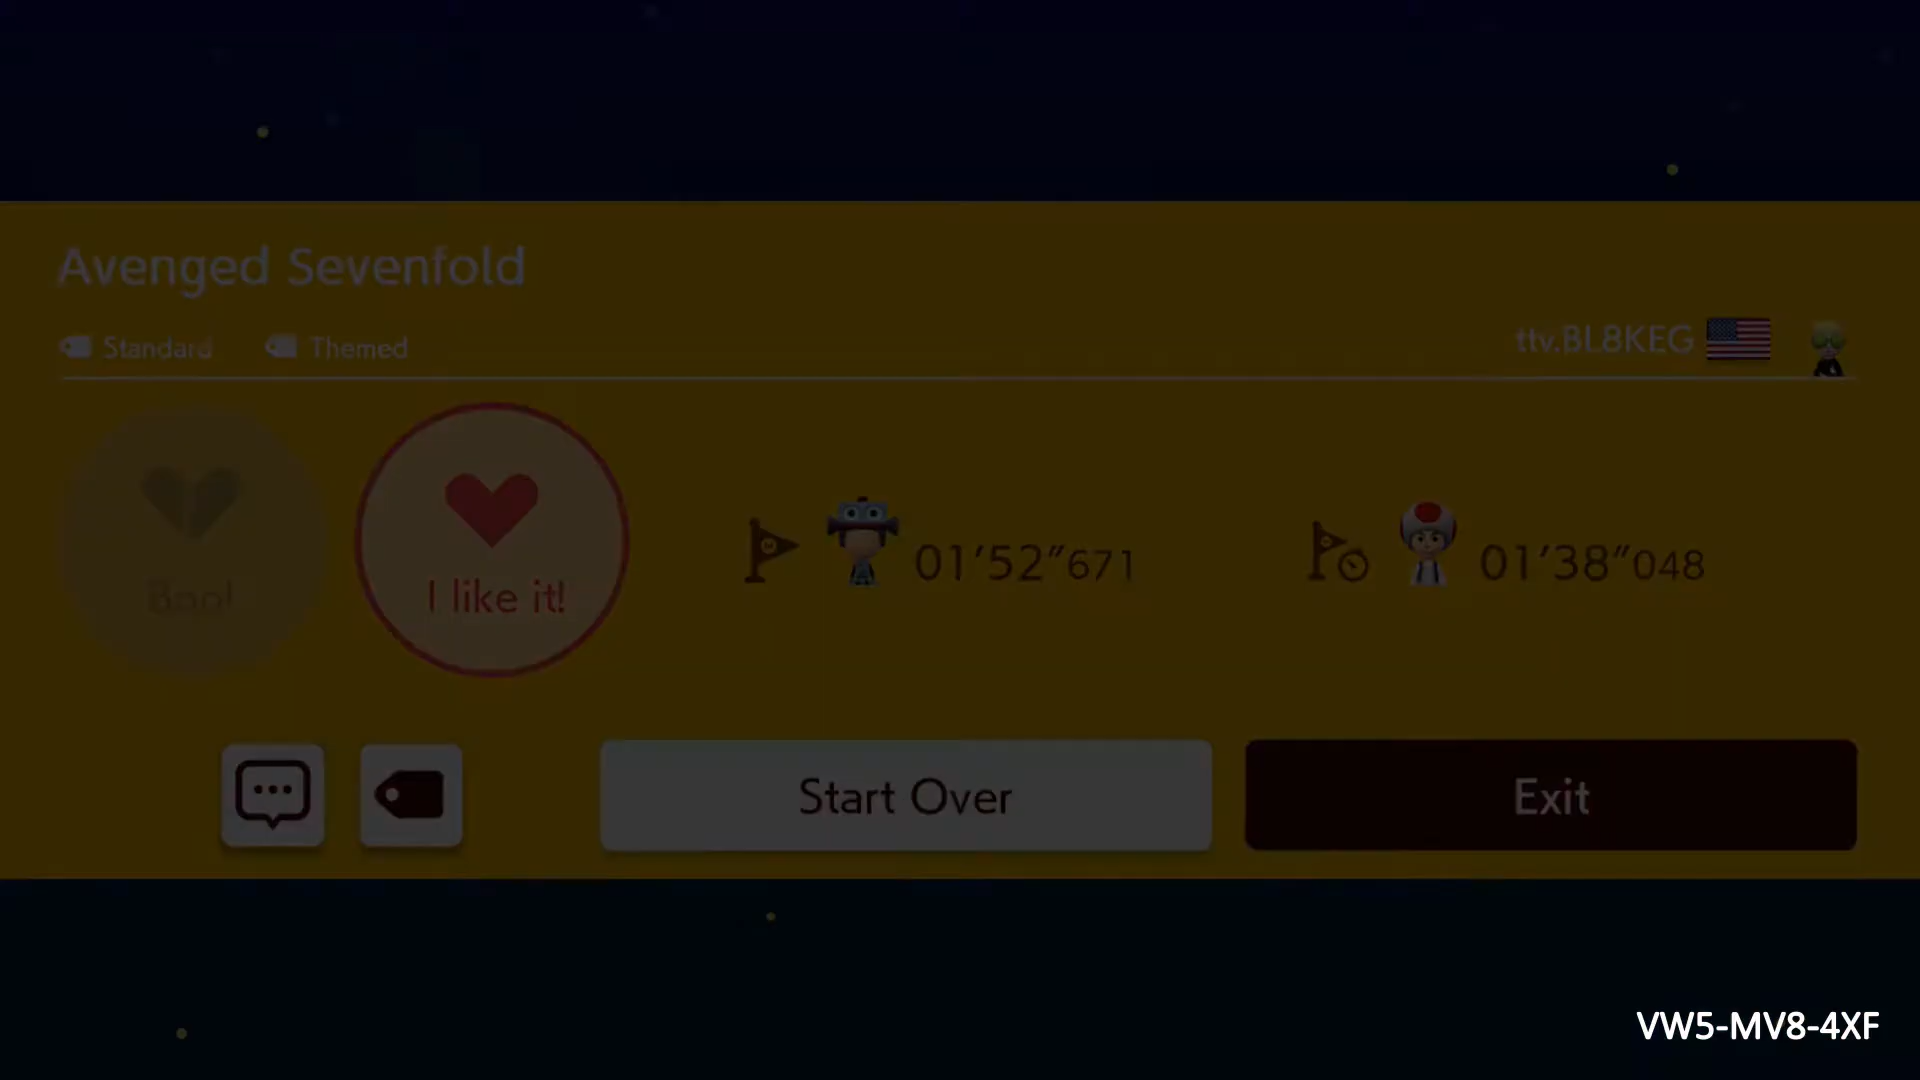 Avenged Sevenfold
Standard Themed
ttv.BL8KEG
Boo!
I like it!
01'52"671
01'38"048
Start Over
Exit
VW5-MV8-4XF